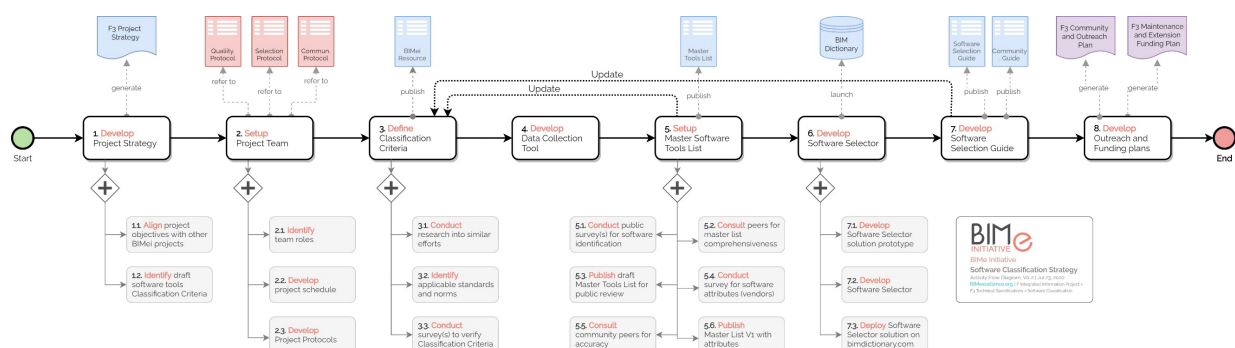 F3 Project
Strategy
Quality
Protocol
Selection
Protocol
Commun
Protocol
BIMei
Resource
Master
Tools List
BIM
Dictionary
Software
Selection
Guide
Community
Guide
F3 Community
and Outreach
Plan
F3 Maintenance
and Extension
Funding Plan
generate
refer to
refer to
refer to
publish
Update
Update
publish
launch
publish
publish
generate
generate
Start
1. Develop
Project Strategy
2. Setup
Project Team
3. Define
Classification
Criteria
4. Develop
Data Collection
Tool
5. Setup
Master Software
Tools List
6. Develop
Software Selector
7. Develop
Software
Selection Guide
8. Develop
Outreach and
Funding plans
End
1.1. Align project
objectives with other
BIMei projects
1.2. Identify draft
software tools
Classification Criteria
2.1. Identify
team roles
2.2. Develop
project schedule
2.3. Develop
Project Protocols
3.1. Conduct
research into similar
efforts
3.2. Identify
applicable standards
and norms
3.3. Conduct
survey(s) to verify
Classification Criteria
5.1. Conduct public
survey(s) for software
identification
5.2. Consult peers for
master list
comprehensiveness
5.3. Publish draft
Master Tools List for
public review
5.4. Conduct
survey for software
attributes (vendors)
5.5. Consult
community peers for
accuracy
5.6. Publish
Master List V1 with
attributes
7.1. Develop
Software Selector
solution prototype
7.2. Develop
Software Selector
7.3. Deploy Software
Selector solution on
bimdictionary.com
BIMe
INITIATIVE
BIMe Initiative
Software Classification Strategy